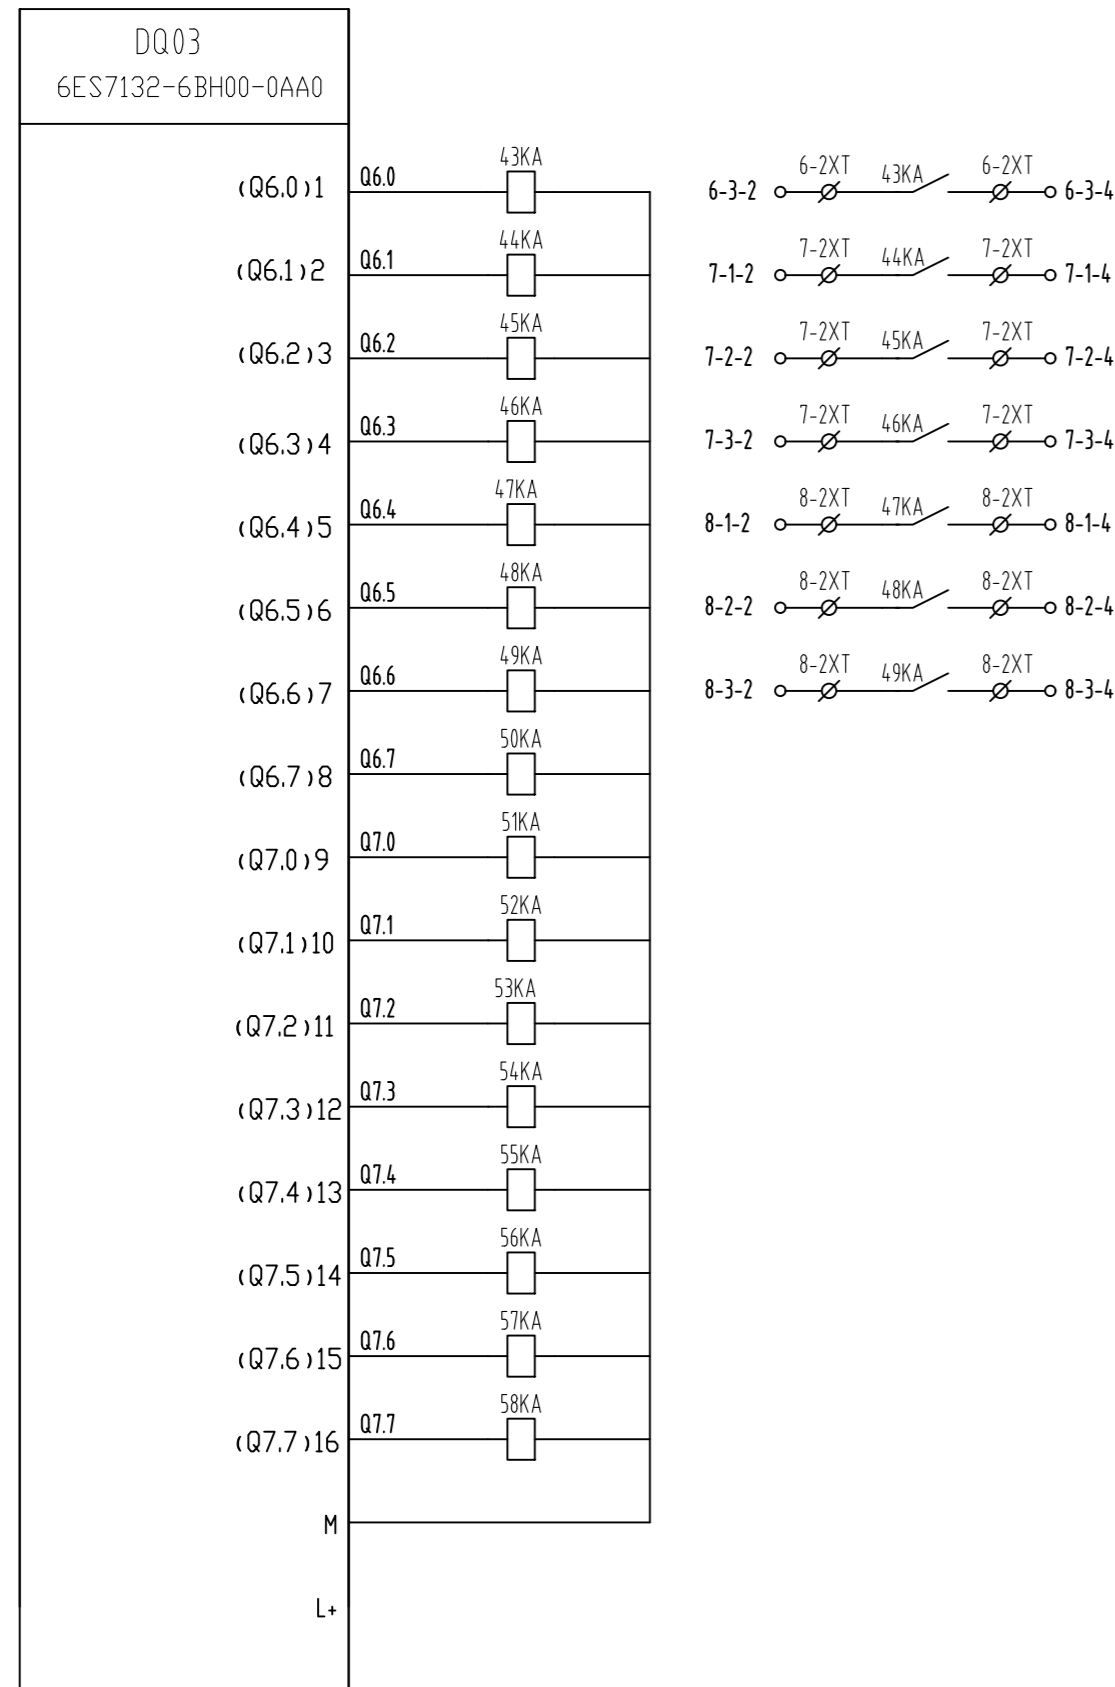 DQ03
6ES7132-6BH00-0AA0
(Q6.0)1 Q6.0 43KA 6-3-2 6-2XT 43KA 6-2XT 6-3-4
(Q6.1)2 Q6.1 44KA 7-1-2 7-2XT 44KA 7-2XT 7-1-4
(Q6.2)3 Q6.2 45KA 7-2-2 7-2XT 45KA 7-2XT 7-2-4
(Q6.3)4 Q6.3 46KA 7-3-2 7-2XT 46KA 7-2XT 7-3-4
(Q6.4)5 Q6.4 47KA 8-1-2 8-2XT 47KA 8-2XT 8-1-4
(Q6.5)6 Q6.5 48KA 8-2-2 8-2XT 48KA 8-2XT 8-2-4
(Q6.6)7 Q6.6 49KA 8-3-2 8-2XT 49KA 8-2XT 8-3-4
(Q6.7)8 Q6.7 50KA
(Q7.0)9 Q7.0 51KA
(Q7.1)10 Q7.1 52KA
(Q7.2)11 Q7.2 53KA
(Q7.3)12 Q7.3 54KA
(Q7.4)13 Q7.4 55KA
(Q7.5)14 Q7.5 56KA
(Q7.6)15 Q7.6 57KA
(Q7.7)16 Q7.7 58KA
M
L+